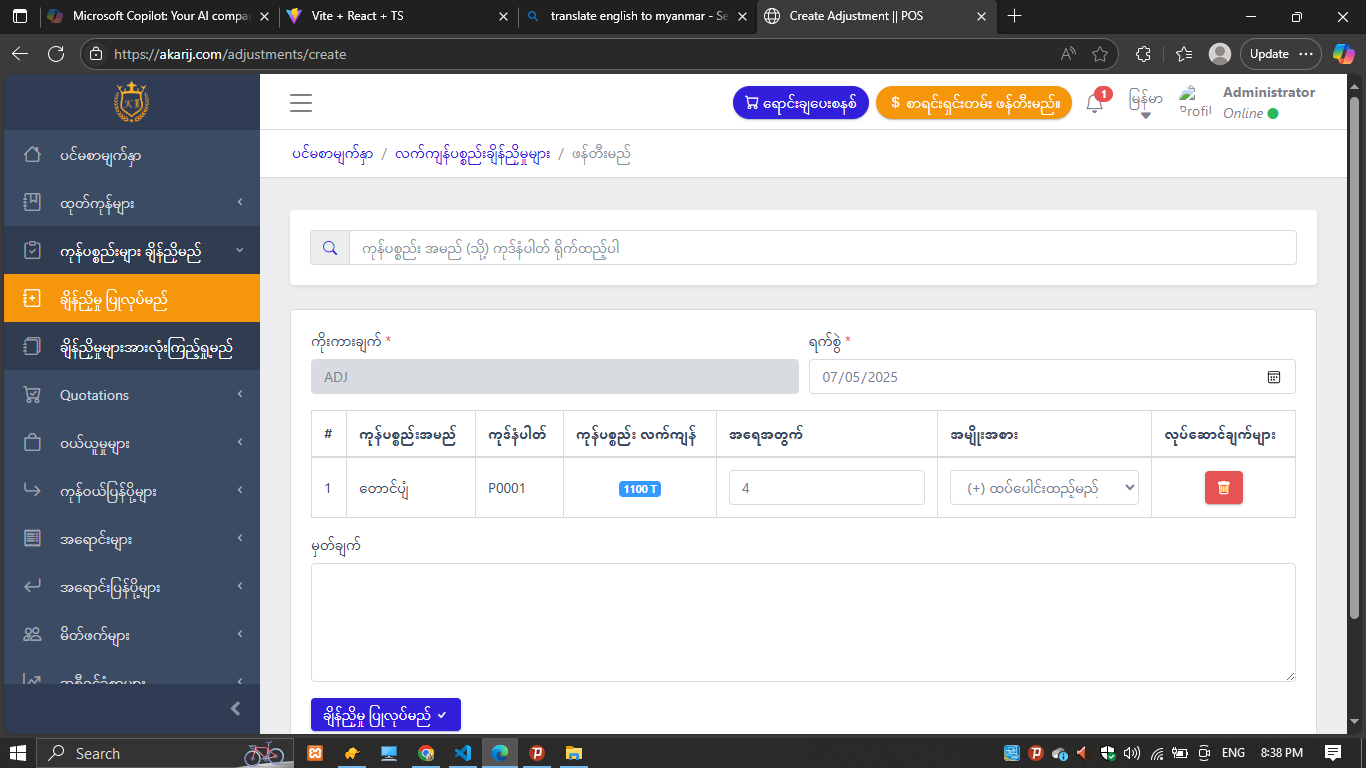 Microsoft Copilot: Your AI compa
Vite + React + TS
translate english to myanmar - Se
Create Adjustment || POS
https://akarij.com/adjustments/create
Update
ရောင်းချပေးစနစ်
$ စာရင်းရှင်းတမ်း ဖန်တီးမည်။
1
မြန်မာ
Profil
Administrator
Online
ပင်မစာမျက်နှာ / လက်ကျန်ပစ္စည်းချိန်ညှိမှုများ / ဖန်တီးမည်
ပင်မစာမျက်နှာ
ထုတ်ကုန်များ
ကုန်ပစ္စည်းများ ချိန်ညှိမည်
ချိန်ညှိမှု ပြုလုပ်မည်
ချိန်ညှိမှုများအားလုံးကြည့်ရှုမည်
Quotations
ဝယ်ယူမှုများ
ကုန်ဝယ်ပြန်ပို့များ
အရောင်းများ
အရောင်းပြန်ပို့များ
မိတ်ဖက်များ
ကုန်ပစ္စည်း အမည် (သို့) ကုဒ်နံပါတ် ရိုက်ထည့်ပါ
ကိုးကားချက် *
ရက်စွဲ *
ADJ
07/05/2025
# ကုန်ပစ္စည်းအမည် ကုဒ်နံပါတ် ကုန်ပစ္စည်း လက်ကျန် အရေအတွက် အမျိုးအစား လုပ်ဆောင်ချက်များ
1 တောင်ပျံ P0001 1100 T 4 (+) ထပ်ပေါင်းထည့်မည်
မှတ်ချက်
ချိန်ညှိမှု ပြုလုပ်မည်
Search
ENG
8:38 PM